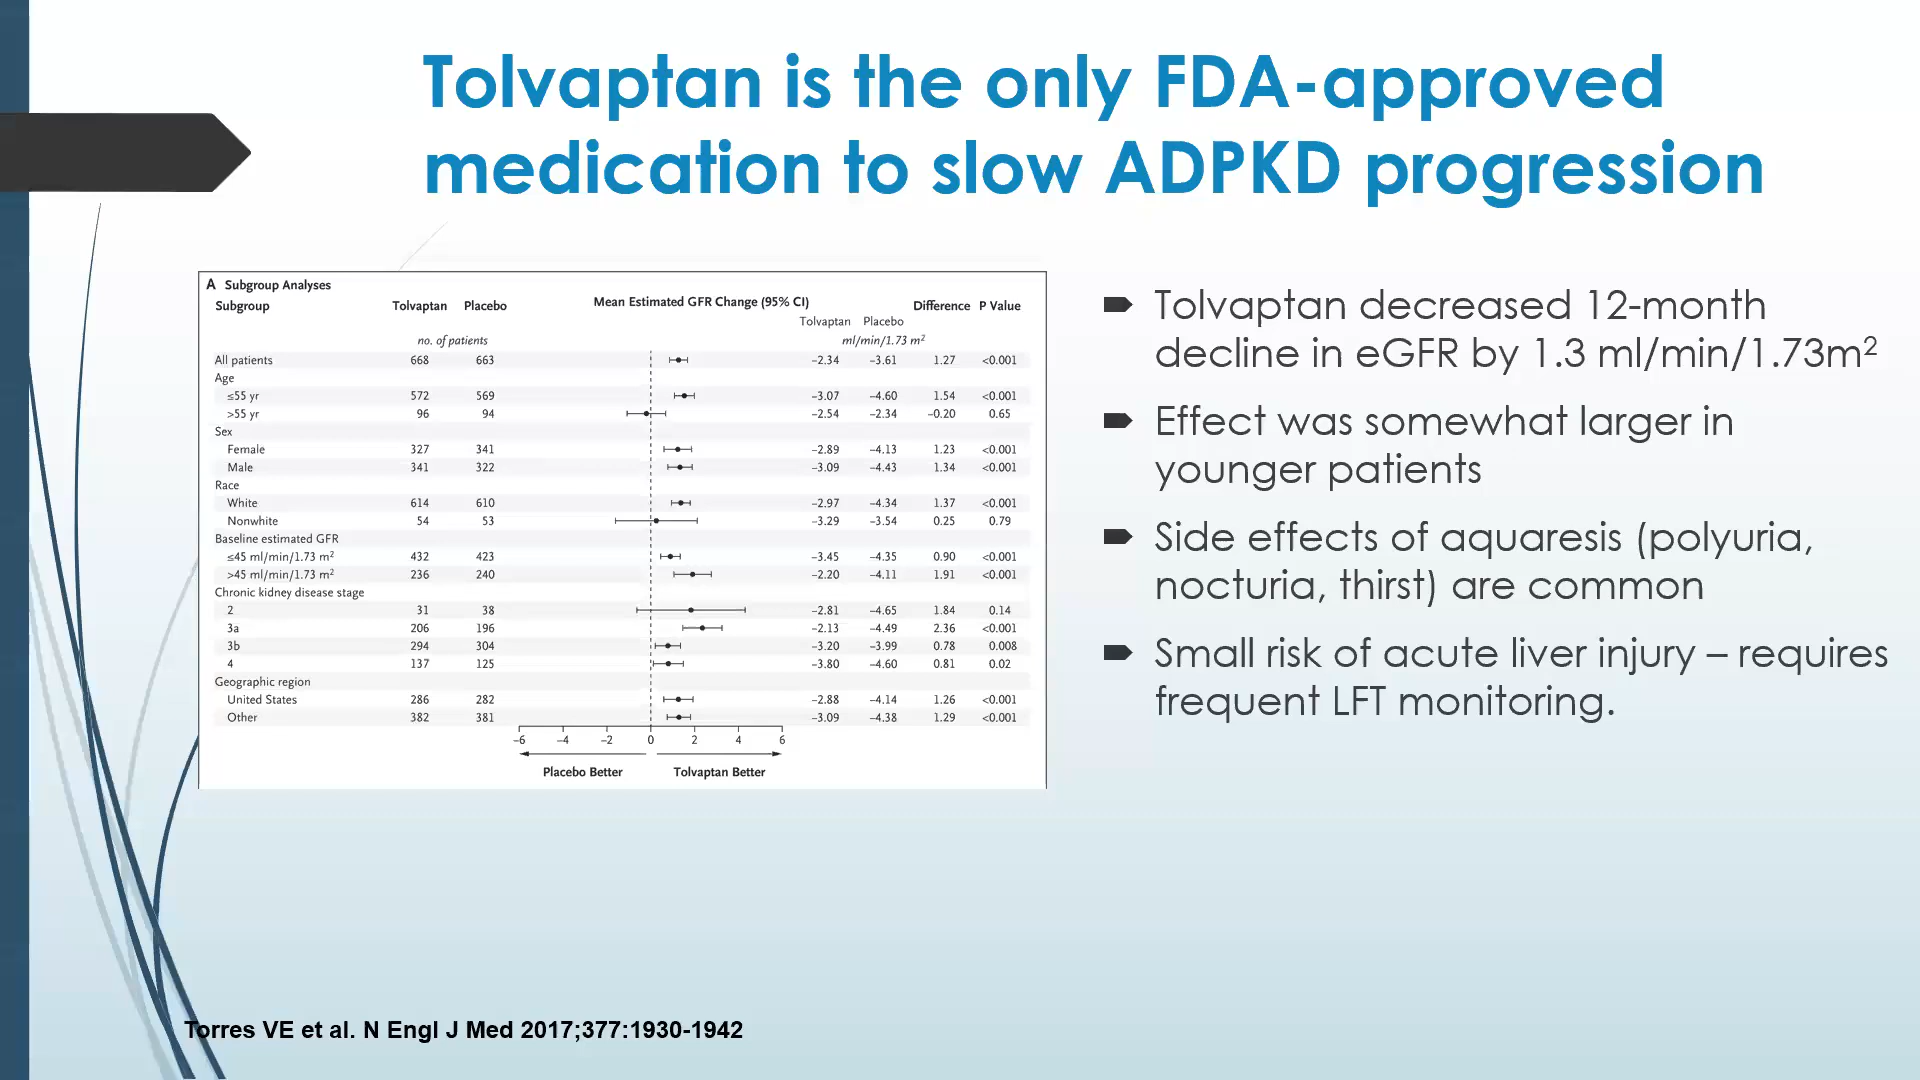 Tolvaptan is the only FDA-approved
medication to slow ADPKD progression
A Subgroup Analyses
Subgroup Tolvaptan Placebo Mean Estimated GFR Change (95% CI) Difference P Value
Tolvaptan Placebo
no. of patients ml/min/1.73 m²
All patients 668 663 −2.34 −3.61 1.27 <0.001
Age
≤55 yr 572 569 −3.07 −4.60 1.54 <0.001
>55 yr 96 94 −2.54 −2.34 −0.20 0.65
Sex
Female 327 341 −2.89 −4.13 1.23 <0.001
Male 341 322 −3.09 −4.43 1.34 <0.001
Race
White 614 610 −2.97 −4.34 1.37 <0.001
Nonwhite 54 53 −3.29 −3.54 0.25 0.79
Baseline estimated GFR
≤45 ml/min/1.73 m² 432 423 −3.45 −4.35 0.90 <0.001
>45 ml/min/1.73 m² 236 240 −2.20 −4.11 1.91 <0.001
Chronic kidney disease stage
2 31 38 −2.81 −4.65 1.84 0.14
3a 206 196 −2.13 −4.49 2.36 <0.001
3b 294 304 −3.20 −3.99 0.78 0.008
4 137 125 −3.80 −4.60 0.81 0.02
Geographic region
United States 286 282 −2.88 −4.14 1.26 <0.001
Other 382 381 −3.09 −4.38 1.29 <0.001
−6 −4 −2 0 2 4 6
Placebo Better Tolvaptan Better
Tolvaptan decreased 12-month
decline in eGFR by 1.3 ml/min/1.73m²
Effect was somewhat larger in
younger patients
Side effects of aquaresis (polyuria,
nocturia, thirst) are common
Small risk of acute liver injury – requires
frequent LFT monitoring.
Torres VE et al. N Engl J Med 2017;377:1930-1942